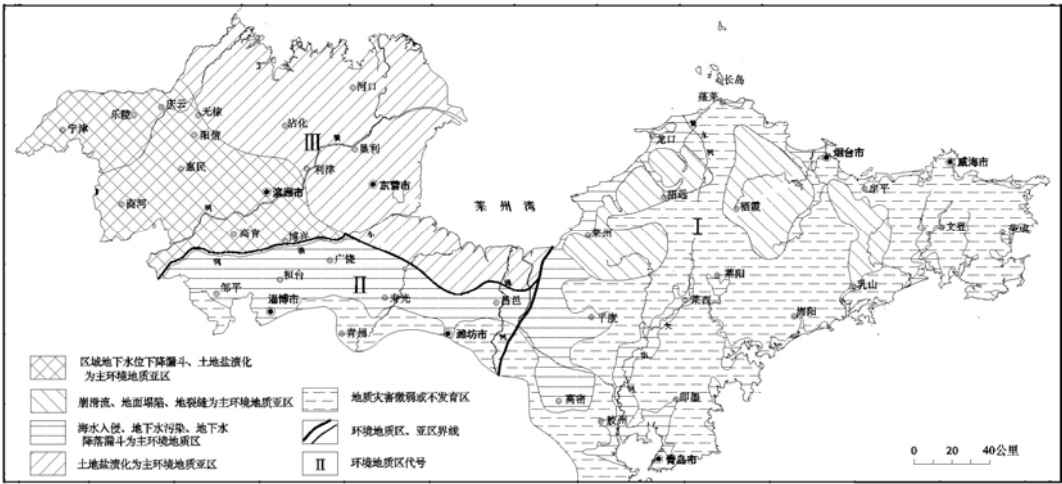 长岛
蓬莱
河口
庆云
乐陵
无棣
宁津
沾化
阳信
Ⅲ
垦利
龙口
烟台市
威海市
惠民
利津
滨洲市
东营市
招远
牟平
商河
栖霞
莱州湾
Ⅰ
文登
荣成
高青
博兴
莱州
广饶
桓台
Ⅱ
莱阳
邹平
寿光
昌邑
莱西
乳山
淄博市
平度
海阳
青州
潍坊市
高密
即墨
胶州
青岛市
区域地下水位下降漏斗、土地盐渍化
为主环境地质亚区
崩滑流、地面塌陷、地裂缝为主环境地质亚区
海水入侵、地下水污染、地下水
降落漏斗为主环境地质区
土地盐渍化为主环境地质亚区
地质灾害微弱或不发育区
环境地质区、亚区界线
Ⅱ 环境地质区代号
0 20 40公里